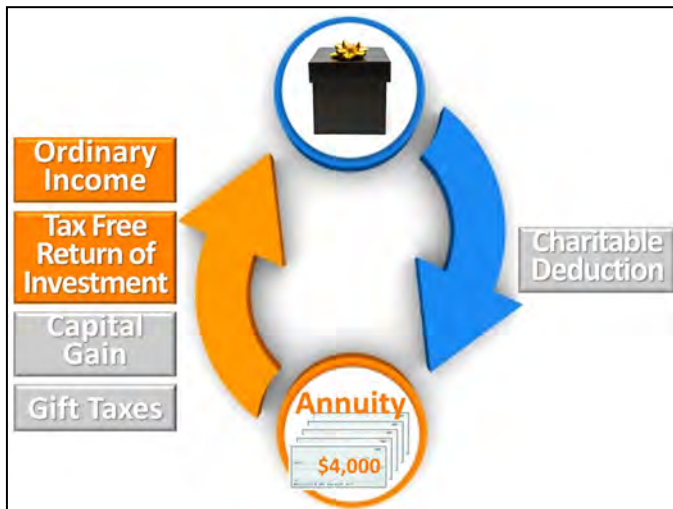 Ordinary
Income
Tax Free
Return of
Investment
Capital
Gain
Gift Taxes
Charitable
Deduction
Annuity
$4,000